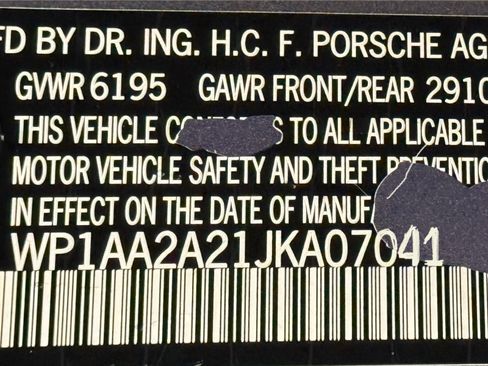 FD BY DR. ING. H.C. F. PORSCHE AG
GVWR 6195 GAWR FRONT/REAR 2910
THIS VEHICLE TO ALL APPLICABLE
MOTOR VEHICLE SAFETY AND THEFT PREVENTIO
IN EFFECT ON THE DATE OF MANUF
WP1AA2A21JKA07041